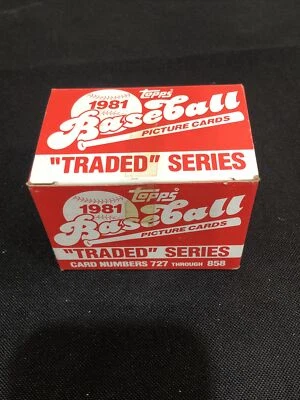 Topps®
1981
Baseball
PICTURE CARDS
"TRADED" SERIES
Topps®
1981
Baseball
PICTURE CARDS
"TRADED" SERIES
CARD NUMBERS 727 THROUGH 858